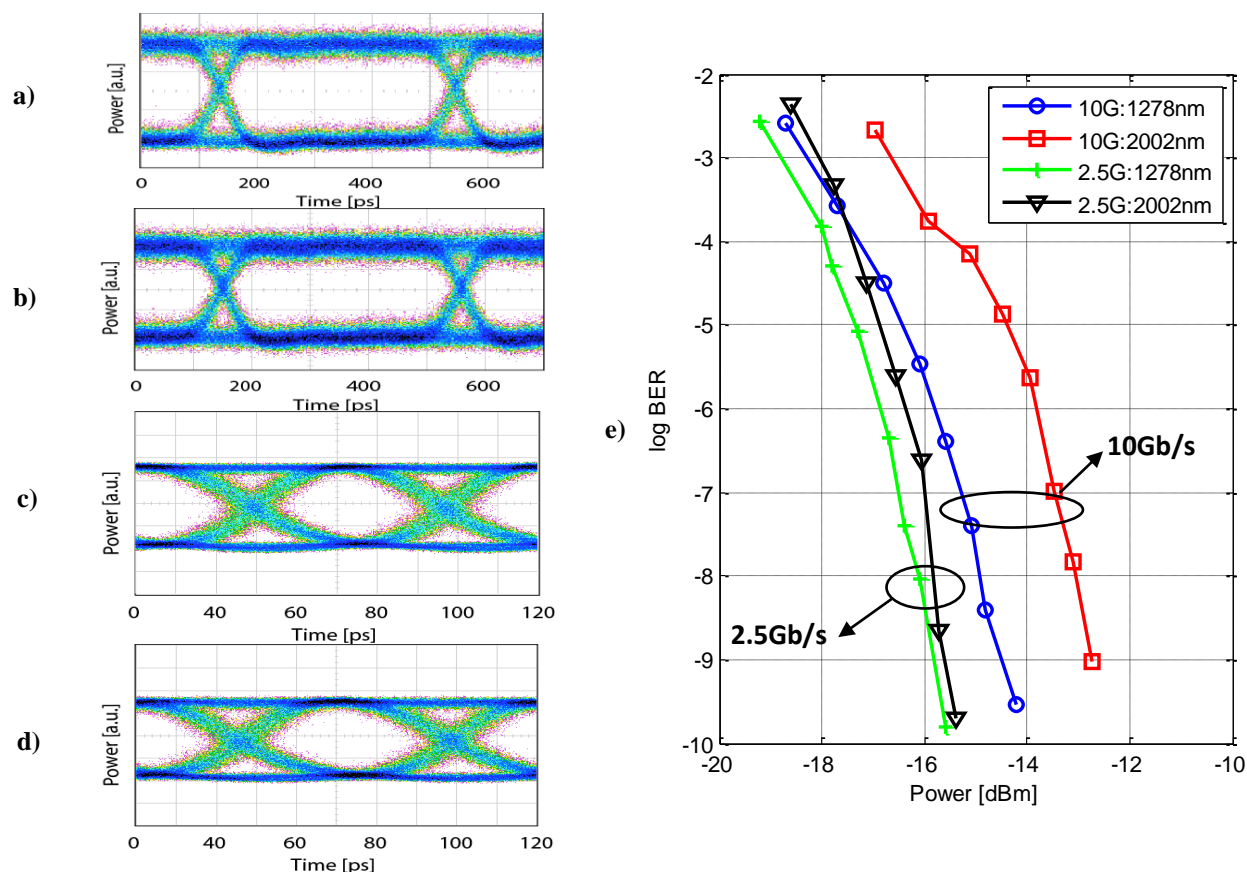 a)
Power [a.u.]
0 200 400 600
Time [ps]
b)
Power [a.u.]
0 200 400 600
Time [ps]
c)
Power [a.u.]
0 20 40 60 80 100 120
Time [ps]
d)
Power [a.u.]
0 20 40 60 80 100 120
Time [ps]
e)
log BER
-2
-3
-4
-5
-6
-7
-8
-9
-10
10G:1278nm
10G:2002nm
2.5G:1278nm
2.5G:2002nm
10Gb/s
2.5Gb/s
-20 -18 -16 -14 -12 -10
Power [dBm]